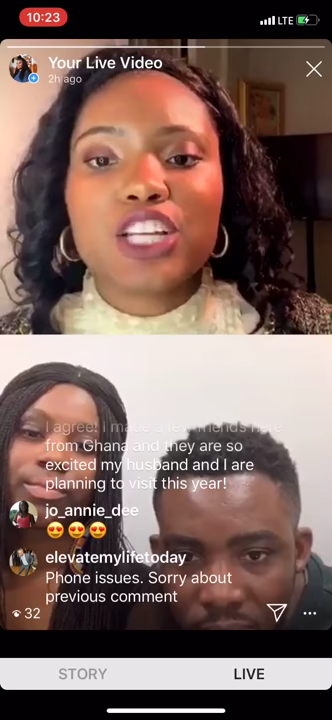 10:23
LTE
Your Live Video
2h ago
I agree! I made a few friends here
from Ghana and they are so
excited my husband and I are
planning to visit this year!
jo_annie_dee
😍😍😍
elevatemylifetoday
Phone issues. Sorry about
previous comment
32
STORY
LIVE